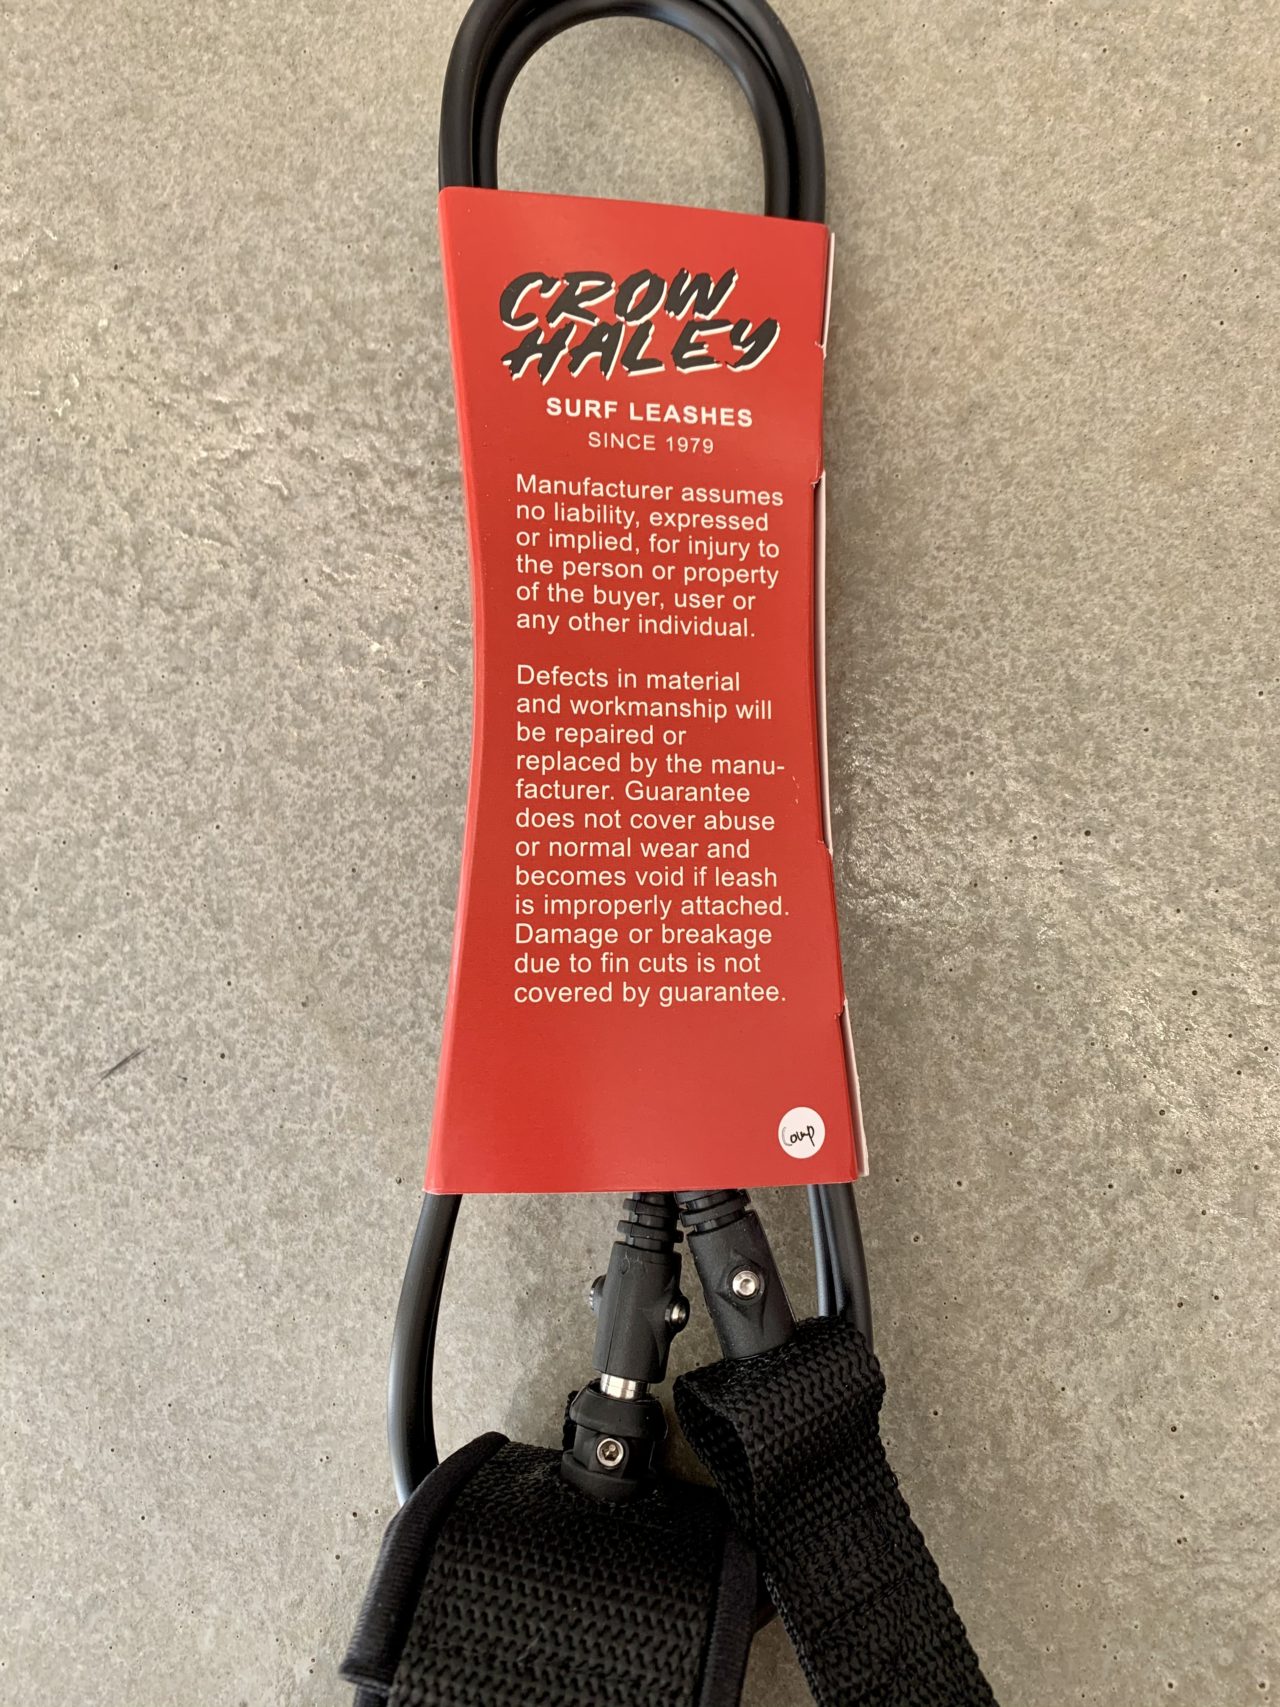 CROW
HALEY
SURF LEASHES
SINCE 1979
Manufacturer assumes
no liability, expressed
or implied, for injury to
the person or property
of the buyer, user or
any other individual.
Defects in material
and workmanship will
be repaired or
replaced by the manu-
facturer. Guarantee
does not cover abuse
or normal wear and
becomes void if leash
is improperly attached.
Damage or breakage
due to fin cuts is not
covered by guarantee.
Comp